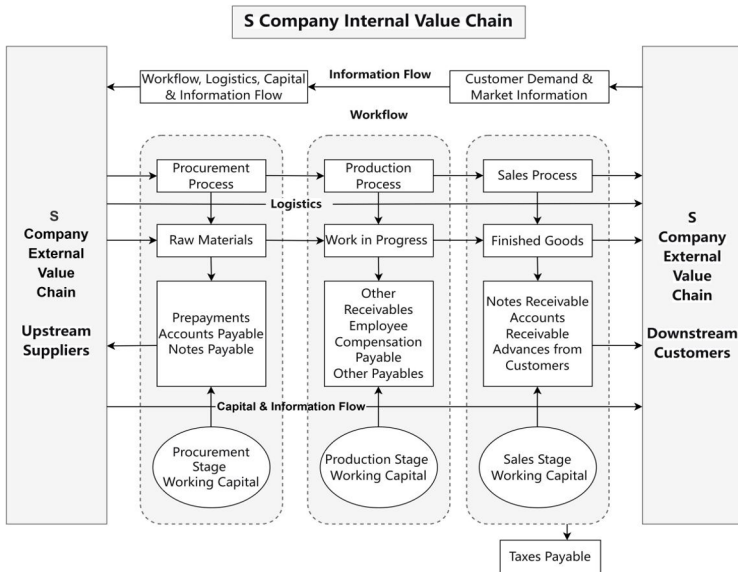 S Company Internal Value Chain
Information Flow
Workflow, Logistics, Capital
& Information Flow
Customer Demand &
Market Information
Workflow
Procurement
Process
Production
Process
Sales Process
Logistics
Raw Materials
Work in Progress
Finished Goods
S
Company
External
Value
Chain
Upstream
Suppliers
Prepayments
Accounts Payable
Notes Payable
Other
Receivables
Employee
Compensation
Payable
Other Payables
Notes Receivable
Accounts
Receivable
Advances from
Customers
S
Company
External
Value
Chain
Downstream
Customers
Capital & Information Flow
Procurement
Stage
Working Capital
Production Stage
Working Capital
Sales Stage
Working Capital
Taxes Payable